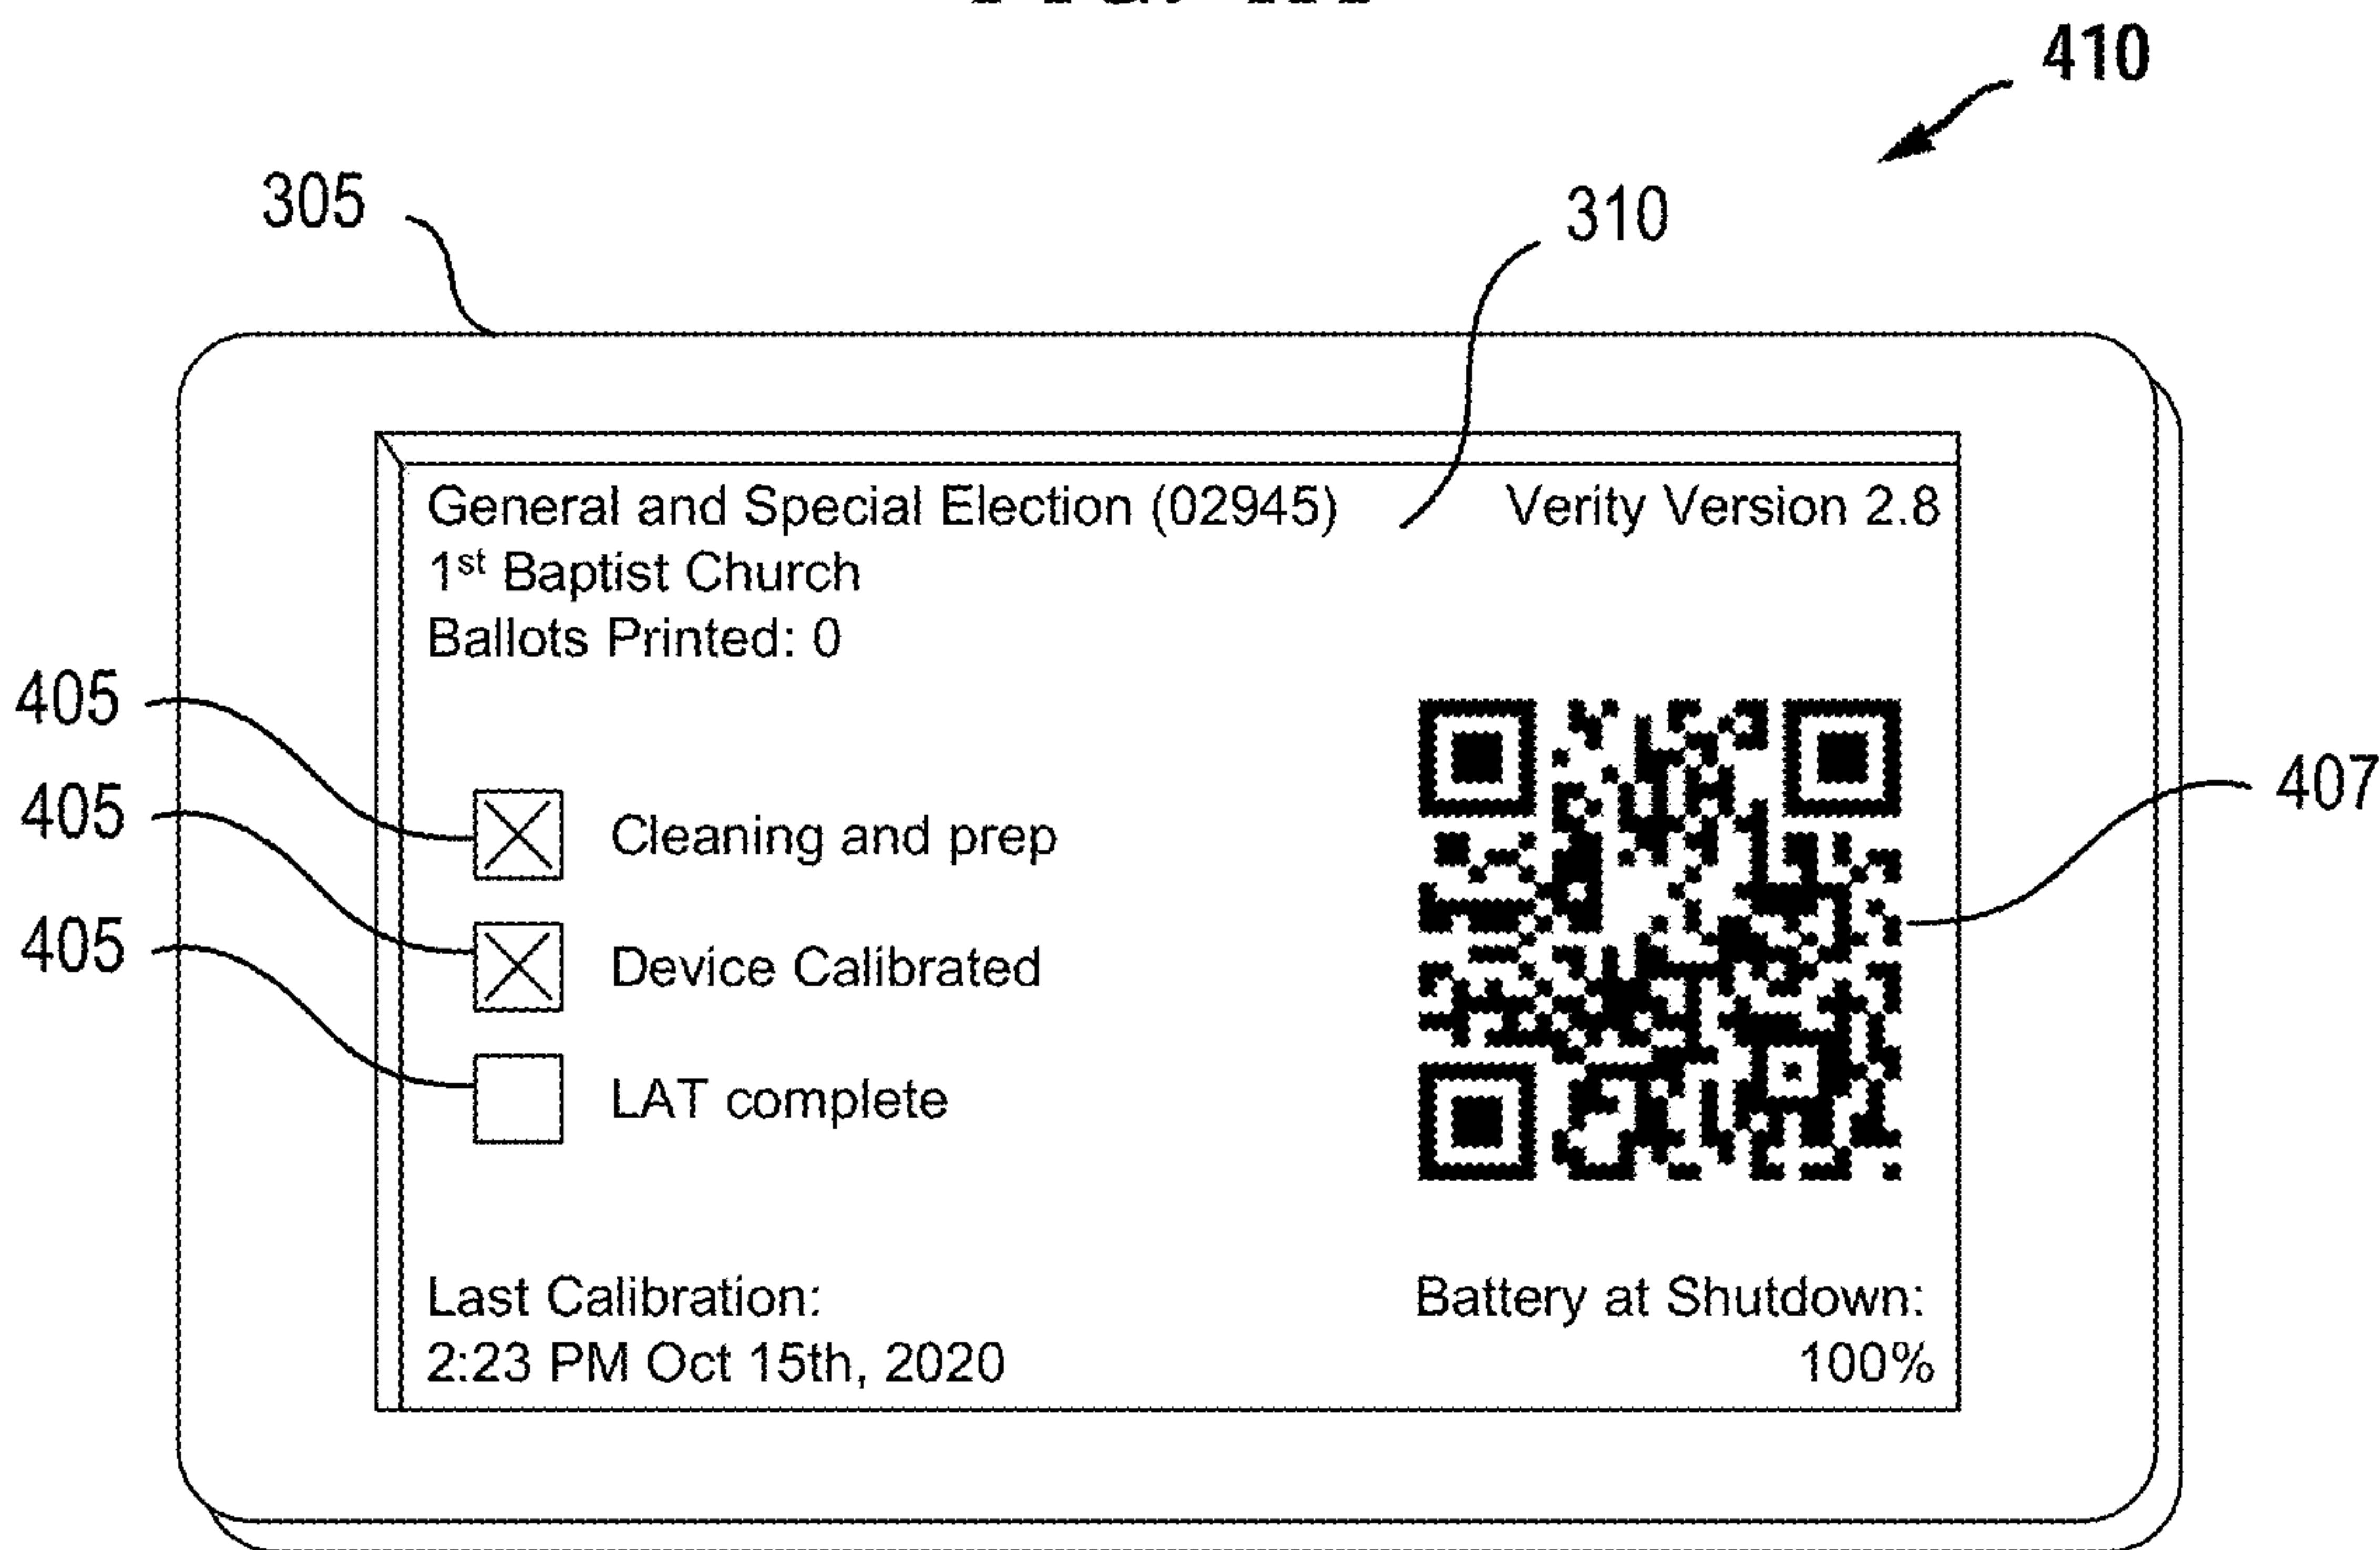 410
305
310
General and Special Election (02945) Verity Version 2.8
1st Baptist Church
Ballots Printed: 0
405
405
405
407
Cleaning and prep
Device Calibrated
LAT complete
Last Calibration:
2:23 PM Oct 15th, 2020
Battery at Shutdown:
100%